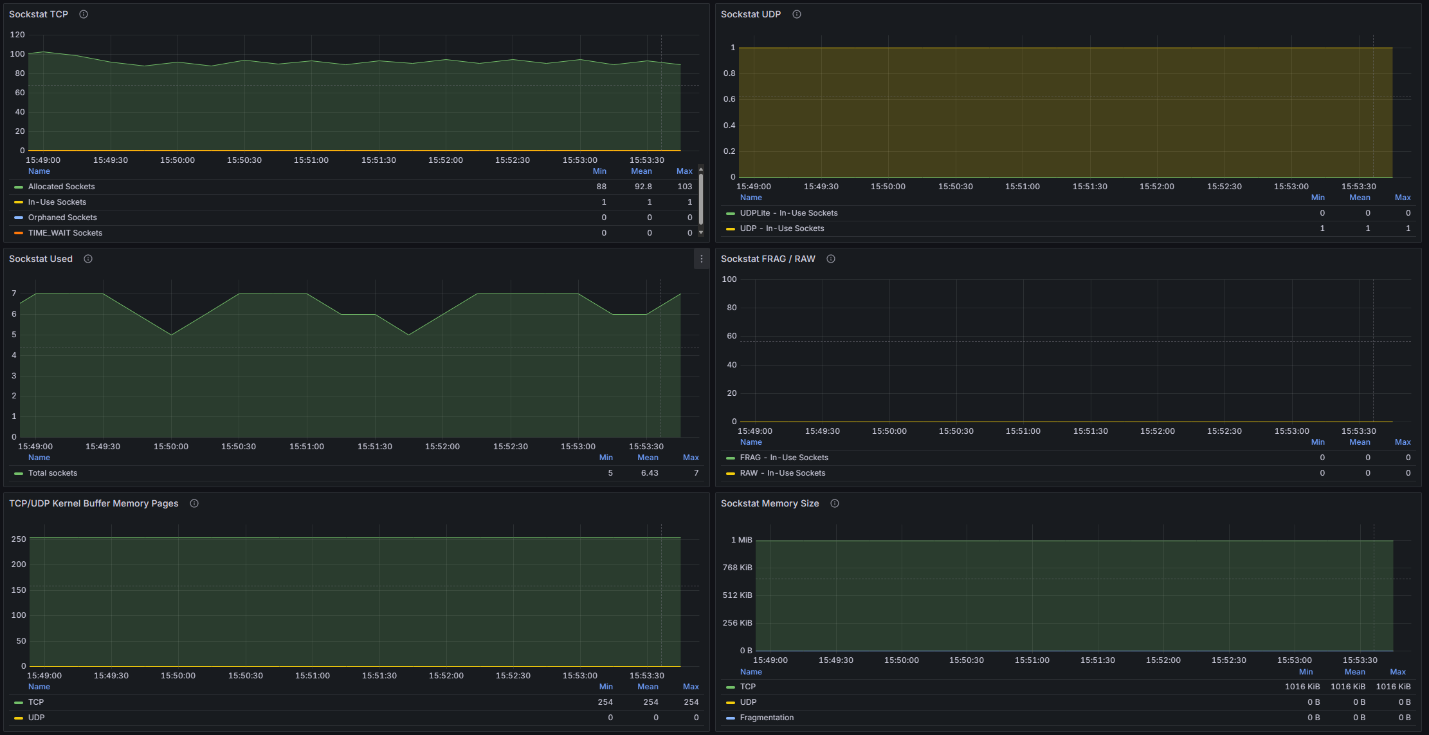 Sockstat TCP
120
100
80
60
40
20
0
15:49:00 15:49:30 15:50:00 15:50:30 15:51:00 15:51:30 15:52:00 15:52:30 15:53:00 15:53:30
Name Min Mean Max
Allocated Sockets 88 92.8 103
In-Use Sockets 1 1 1
Orphaned Sockets 0 0 0
TIME_WAIT Sockets 0 0 0
Sockstat UDP
1
0.8
0.6
0.4
0.2
0
15:49:00 15:49:30 15:50:00 15:50:30 15:51:00 15:51:30 15:52:00 15:52:30 15:53:00 15:53:30
Name Min Mean Max
UDPLite - In-Use Sockets 0 0 0
UDP - In-Use Sockets 1 1 1
Sockstat Used
7
6
5
4
3
2
1
0
15:49:00 15:49:30 15:50:00 15:50:30 15:51:00 15:51:30 15:52:00 15:52:30 15:53:00 15:53:30
Name Min Mean Max
Total sockets 5 6.43 7
Sockstat FRAG / RAW
100
80
60
40
20
0
15:49:00 15:49:30 15:50:00 15:50:30 15:51:00 15:51:30 15:52:00 15:52:30 15:53:00 15:53:30
Name Min Mean Max
FRAG - In-Use Sockets 0 0 0
RAW - In-Use Sockets 0 0 0
TCP/UDP Kernel Buffer Memory Pages
250
200
150
100
50
0
15:49:00 15:49:30 15:50:00 15:50:30 15:51:00 15:51:30 15:52:00 15:52:30 15:53:00 15:53:30
Name Min Mean Max
TCP 254 254 254
UDP 0 0 0
Sockstat Memory Size
1 MiB
768 KiB
512 KiB
256 KiB
0 B
15:49:00 15:49:30 15:50:00 15:50:30 15:51:00 15:51:30 15:52:00 15:52:30 15:53:00 15:53:30
Name Min Mean Max
TCP 1016 KiB 1016 KiB 1016 KiB
UDP 0 B 0 B 0 B
Fragmentation 0 B 0 B 0 B